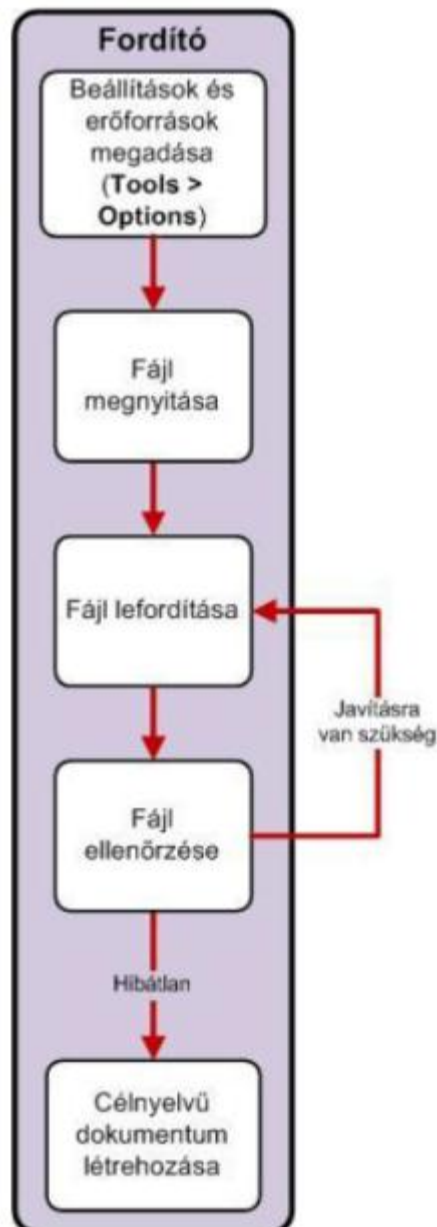 Fordító
Beállítások és
erőforrások
megadása
(Tools >
Options)
Fájl
megnyitása
Fájl lefordítása
Javításra
van szükség
Fájl
ellenőrzése
Hibátlan
Célnyelvű
dokumentum
létrehozása